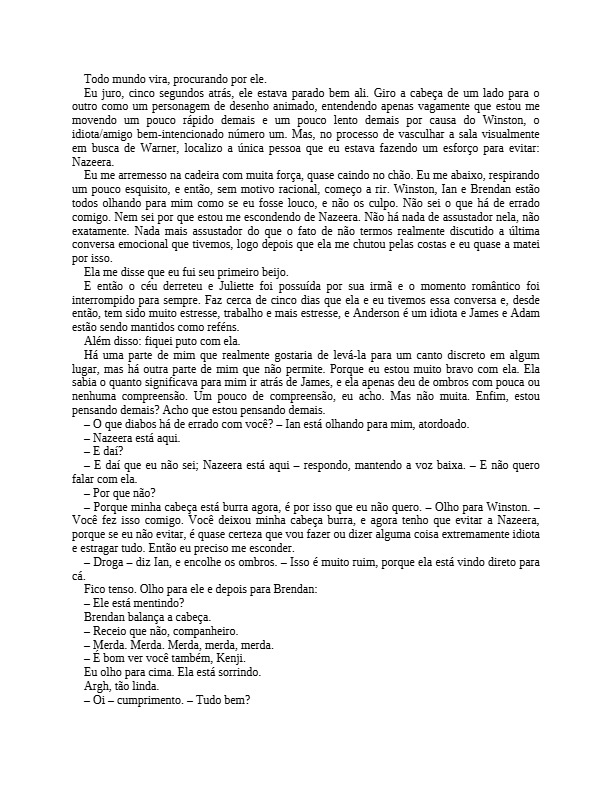 Todo mundo vira, procurando por ele.
Eu juro, cinco segundos atrás, ele estava parado bem ali. Giro a cabeça de um lado para o
outro como um personagem de desenho animado, entendendo apenas vagamente que estou me
movendo um pouco rápido demais e um pouco lento demais por causa do Winston, o
idiota/amigo bem-intencionado número um. Mas, no processo de vasculhar a sala visualmente
em busca de Warner, localizo a única pessoa que eu estava fazendo um esforço para evitar:
Nazeera.
Eu me arremesso na cadeira com muita força, quase caindo no chão. Eu me abaixo, respirando
um pouco esquisito, e então, sem motivo racional, começo a rir. Winston, Ian e Brendan estão
todos olhando para mim como se eu fosse louco, e não os culpo. Não sei o que há de errado
comigo. Nem sei por que estou me escondendo de Nazeera. Não há nada de assustador nela, não
exatamente. Nada mais assustador do que o fato de não termos realmente discutido a última
conversa emocional que tivemos, logo depois que ela me chutou pelas costas e eu quase a matei
por isso.
Ela me disse que eu fui seu primeiro beijo.
E então o céu derreteu e Juliette foi possuída por sua irmã e o momento romântico foi
interrompido para sempre. Faz cerca de cinco dias que ela e eu tivemos essa conversa e, desde
então, tem sido muito estresse, trabalho e mais estresse, e Anderson é um idiota e James e Adam
estão sendo mantidos como reféns.
Além disso: fiquei puto com ela.
Há uma parte de mim que realmente gostaria de levá-la para um canto discreto em algum
lugar, mas há outra parte de mim que não permite. Porque eu estou muito bravo com ela. Ela
sabia o quanto significava para mim ir atrás de James, e ela apenas deu de ombros com pouca ou
nenhuma compreensão. Um pouco de compreensão, eu acho. Mas não muita. Enfim, estou
pensando demais? Acho que estou pensando demais.
– O que diabos há de errado com você? – Ian está olhando para mim, atordoado.
– Nazeera está aqui.
– E daí?
– E daí que eu não sei; Nazeera está aqui – respondo, mantendo a voz baixa. – E não quero
falar com ela.
– Por que não?
– Porque minha cabeça está burra agora, é por isso que eu não quero. – Olho para Winston. –
Você fez isso comigo. Você deixou minha cabeça burra, e agora tenho que evitar a Nazeera,
porque se eu não evitar, é quase certeza que vou fazer ou dizer alguma coisa extremamente idiota
e estragar tudo. Então eu preciso me esconder.
– Droga – diz Ian, e encolhe os ombros. – Isso é muito ruim, porque ela está vindo direto para
cá.
Fico tenso. Olho para ele e depois para Brendan:
– Ele está mentindo?
Brendan balança a cabeça.
– Receio que não, companheiro.
– Merda. Merda. Merda, merda, merda.
– É bom ver você também, Kenji.
Eu olho para cima. Ela está sorrindo.
Argh, tão linda.
– Oi – cumprimento. – Tudo bem?